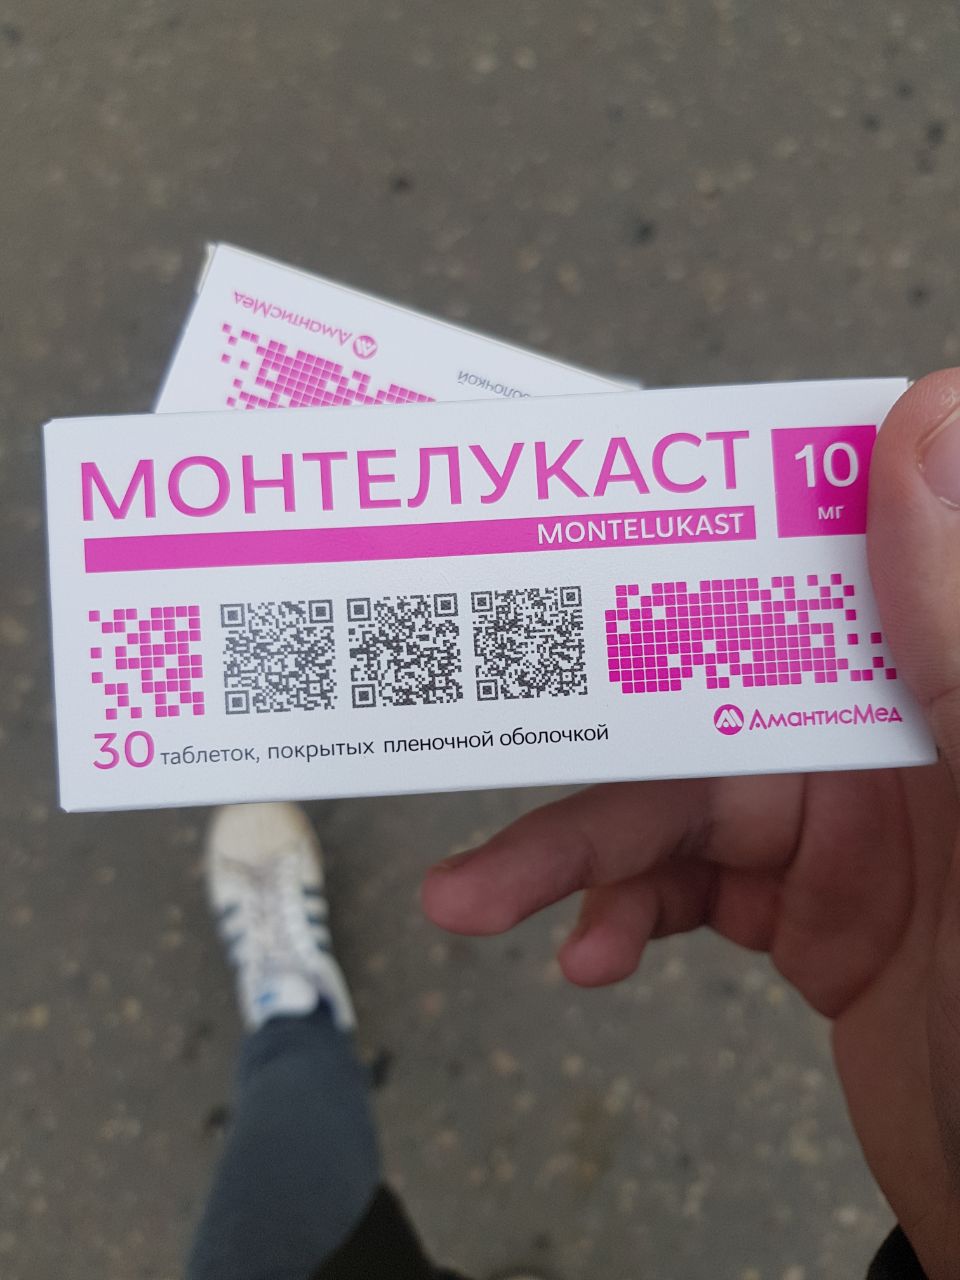 АмантисМед
оболочкой
МОНТЕЛУКАСТ
10
мг
MONTELUKAST
30 таблеток, покрытых пленочной оболочкой
АмантисМед